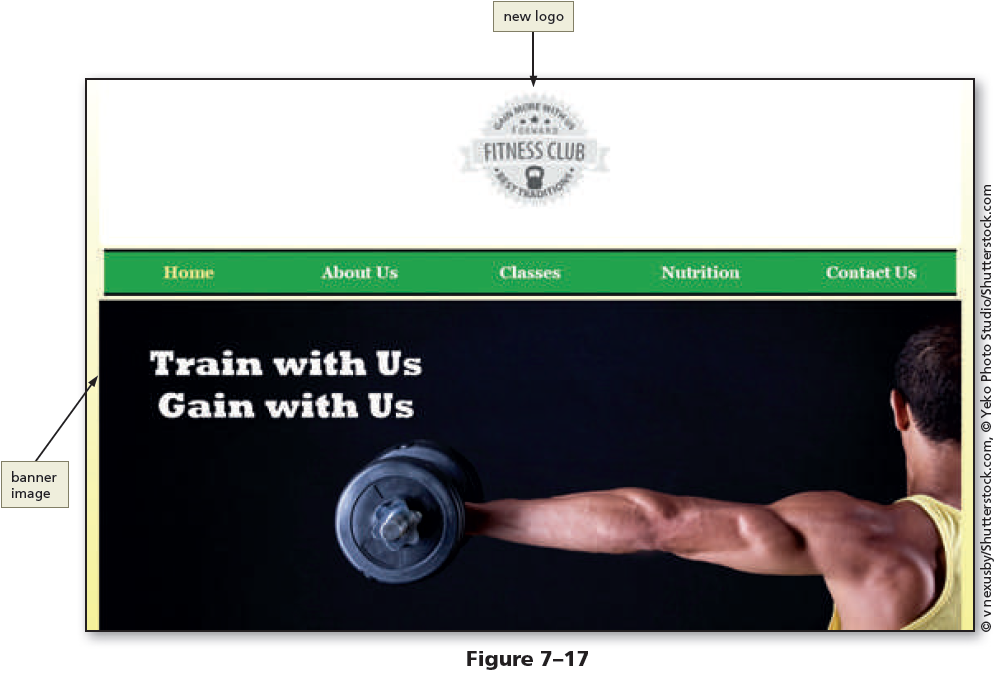 new logo
GAIN MORE WITH US
FORWARD
FITNESS CLUB
BEST TRADITIONS
Home About Us Classes Nutrition Contact Us
Train with Us
Gain with Us
banner
image
© v nexusby/Shutterstock.com, © Yeko Photo Studio/Shutterstock.com
Figure 7–17